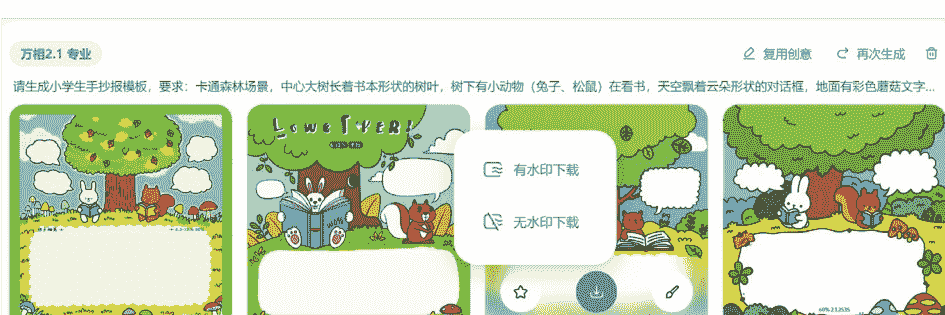 万相2.1 专业
复用创意
再次生成
请生成小学生手抄报模板，要求：卡通森林场景，中心大树长着书本形状的树叶，树下有小动物（兔子、松鼠）在看书，天空飘着云朵形状的对话框，地面有彩色蘑菇文字...
有水印下载
无水印下载